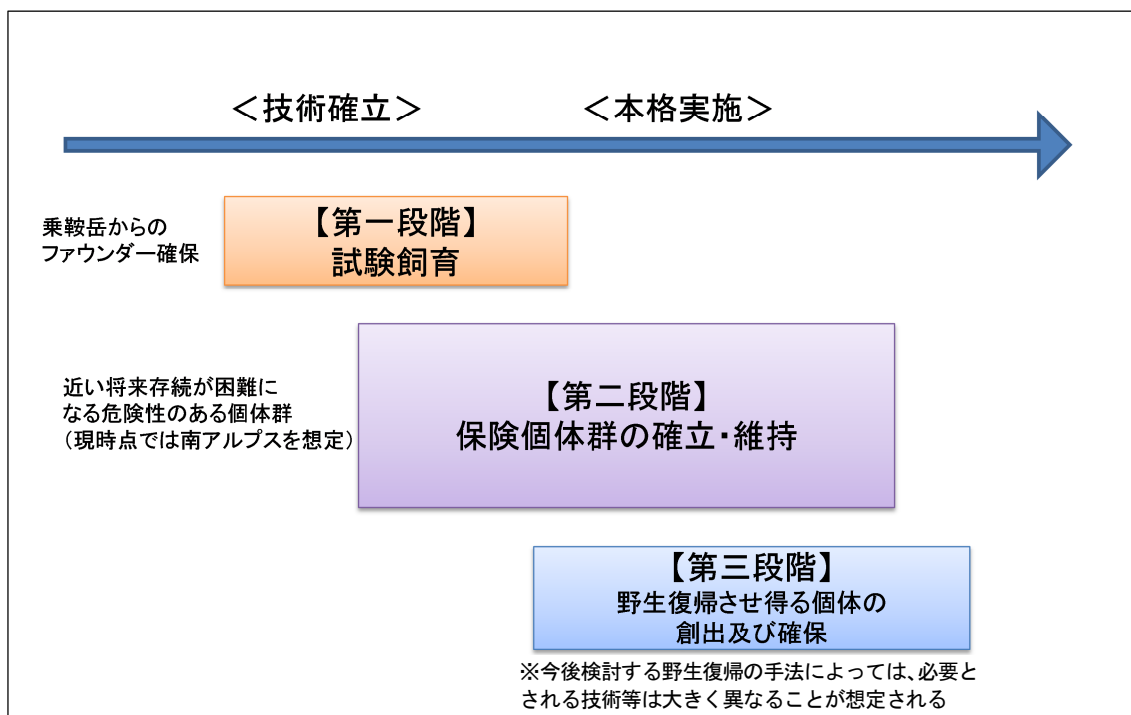 ＜技術確立＞
＜本格実施＞
乗鞍岳からの
ファウンダー確保
【第一段階】
試験飼育
近い将来存続が困難に
なる危険性のある個体群
（現時点では南アルプスを想定）
【第二段階】
保険個体群の確立・維持
【第三段階】
野生復帰させ得る個体の
創出及び確保
※今後検討する野生復帰の手法によっては、必要と
される技術等は大きく異なることが想定される